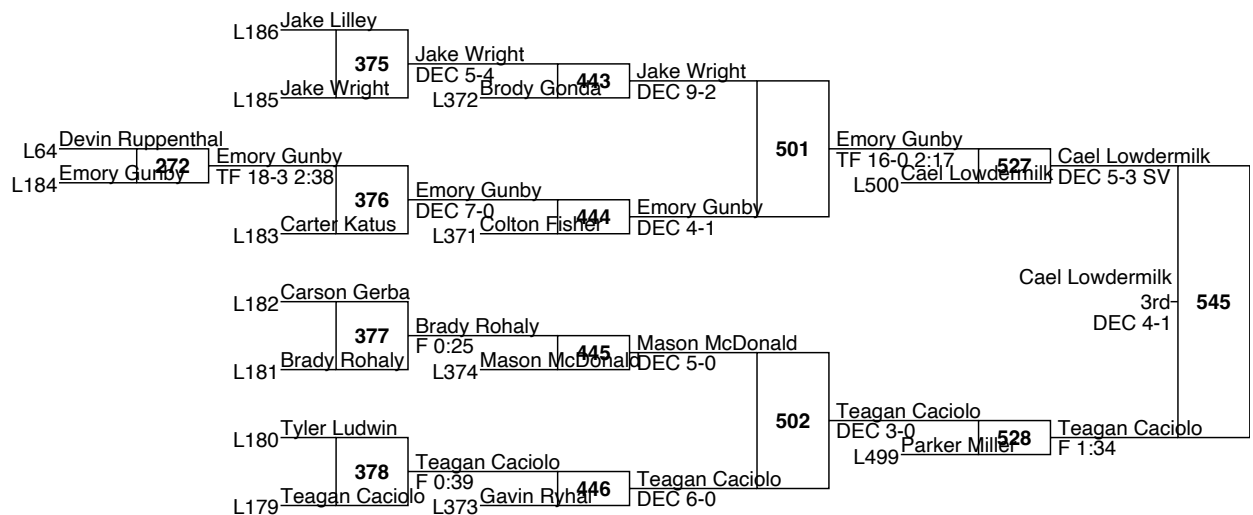 L186 Jake Lilley
375
L185 Jake Wright
Jake Wright
DEC 5-4
L372 Brody Gonda
443
Jake Wright
DEC 9-2
L64 Devin Ruppenthal
272
L184 Emory Gunby
Emory Gunby
TF 18-3 2:38
376
L183 Carter Katus
Emory Gunby
DEC 7-0
L371 Colton Fisher
444
Emory Gunby
DEC 4-1
501
Emory Gunby
TF 16-0 2:17
L500 Cael Lowdermilk
527
Cael Lowdermilk
DEC 5-3 SV
L182 Carson Gerba
377
L181 Brady Rohaly
Brady Rohaly
F 0:25
L374 Mason McDonald
445
Mason McDonald
DEC 5-0
L180 Tyler Ludwin
378
L179 Teagan Caciolo
Teagan Caciolo
F 0:39
L373 Gavin Ryhal
446
Teagan Caciolo
DEC 6-0
502
Teagan Caciolo
DEC 3-0
L499 Parker Miller
528
Teagan Caciolo
F 1:34
Cael Lowdermilk
3rd
DEC 4-1
545